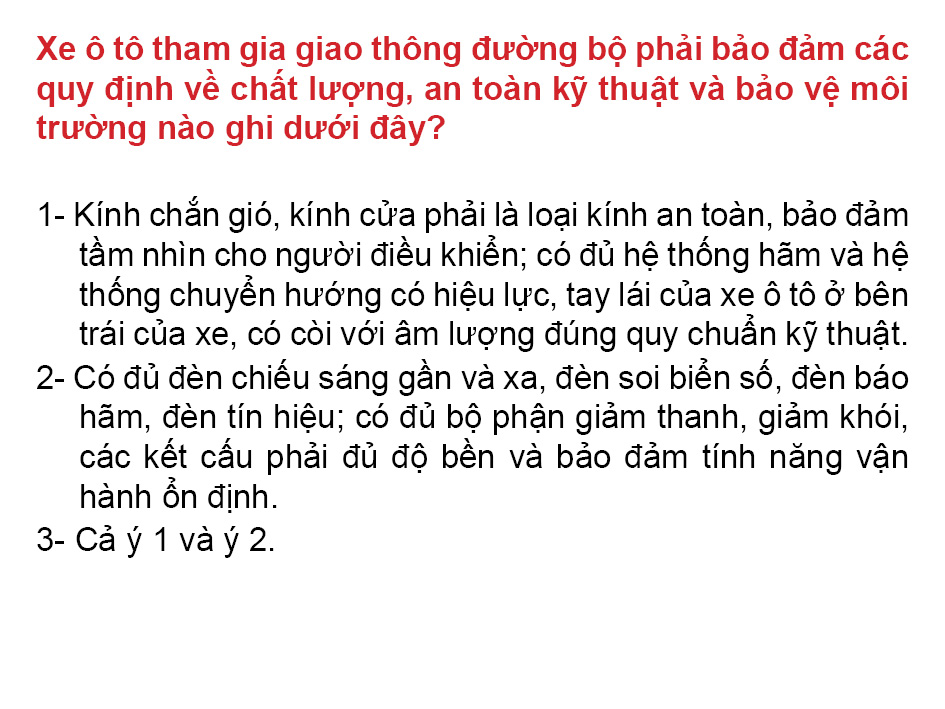 Xe ô tô tham gia giao thông đường bộ phải bảo đảm các
quy định về chất lượng, an toàn kỹ thuật và bảo vệ môi
trường nào ghi dưới đây?
1- Kính chắn gió, kính cửa phải là loại kính an toàn, bảo đảm
tầm nhìn cho người điều khiển; có đủ hệ thống hãm và hệ
thống chuyển hướng có hiệu lực, tay lái của xe ô tô ở bên
trái của xe, có còi với âm lượng đúng quy chuẩn kỹ thuật.
2- Có đủ đèn chiếu sáng gần và xa, đèn soi biển số, đèn báo
hãm, đèn tín hiệu; có đủ bộ phận giảm thanh, giảm khói,
các kết cấu phải đủ độ bền và bảo đảm tính năng vận
hành ổn định.
3- Cả ý 1 và ý 2.